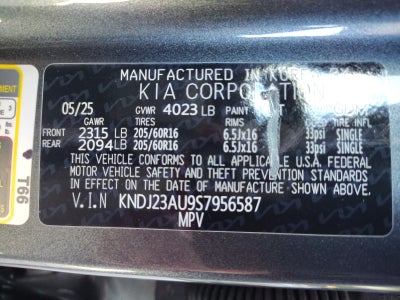 MANUFACTURED IN KOREA
KIA CORPORATION
05/25 GVWR 4023 LB PAINT
GAWR TIRES RIMS COLD TIRE INFL
FRONT 2315 LB 205/60R16 6.5Jx16 33psi SINGLE
REAR 2094 LB 205/60R16 6.5Jx16 33psi SINGLE
THIS VEHICLE CONFORMS TO ALL APPLICABLE U.S.A. FEDERAL
MOTOR VEHICLE SAFETY AND THEFT PREVENTION STANDARDS
IN EFFECT ON THE DATE OF MANUFACTURE SHOWN ABOVE.
V.I.N KNDJ23AU9S7956587
MPV
T66